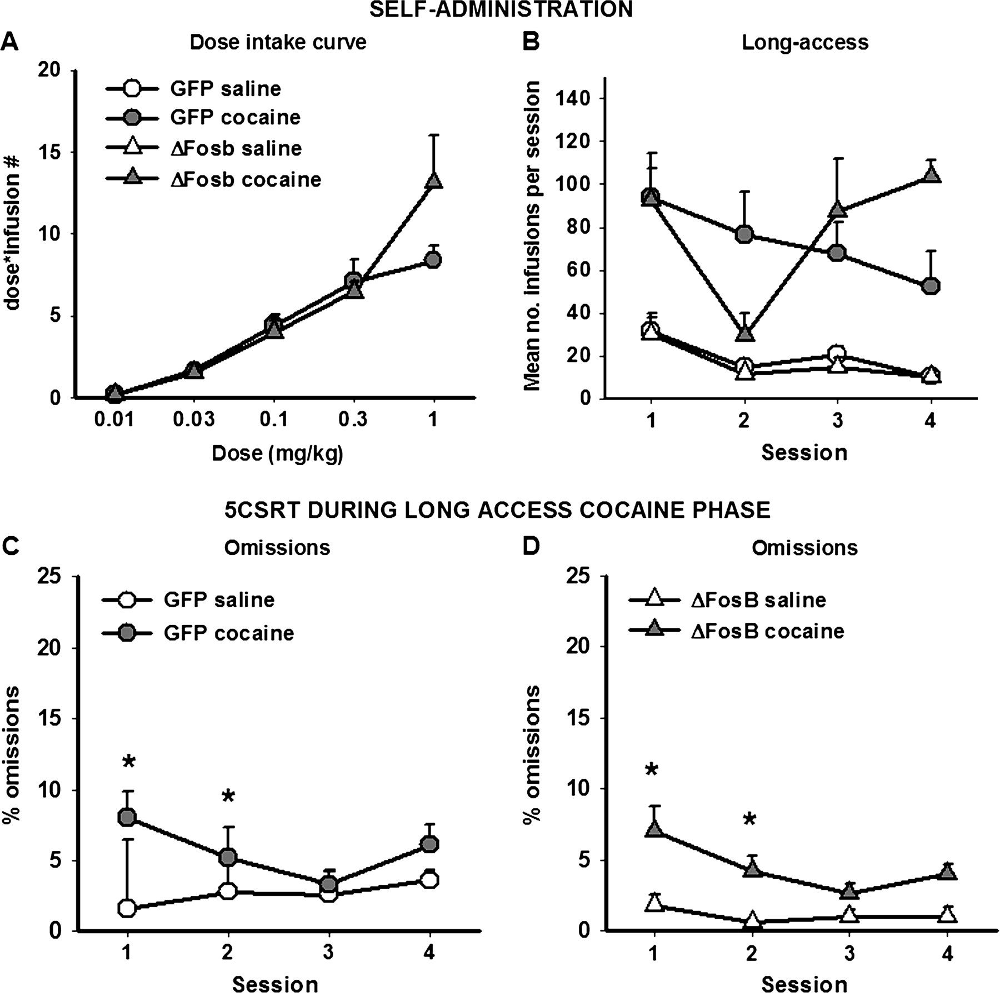 SELF-ADMINISTRATION
A
Dose intake curve
20
15
10
5
0
dose*infusion #
GFP saline
GFP cocaine
ΔFosb saline
ΔFosb cocaine
0.01 0.03 0.1 0.3 1
Dose (mg/kg)
B
Long-access
140
120
100
80
60
40
20
0
Mean no. infusions per session
1 2 3 4
Session
5CSRT DURING LONG ACCESS COCAINE PHASE
C
Omissions
25
20
15
10
5
0
% omissions
GFP saline
GFP cocaine
*
*
1 2 3 4
Session
D
Omissions
25
20
15
10
5
0
% omissions
ΔFosB saline
ΔFosB cocaine
*
*
1 2 3 4
Session